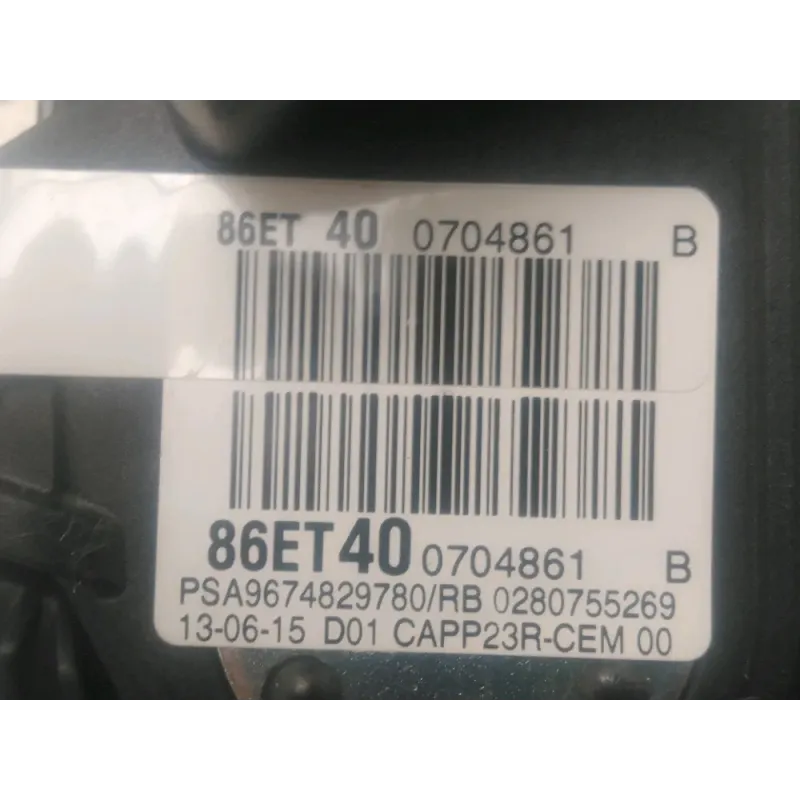 86ET 40 0704861 B
86ET40 0704861 B
PSA9674829780/RB 0280755269
13-06-15 D01 CAPP23R-CEM 00